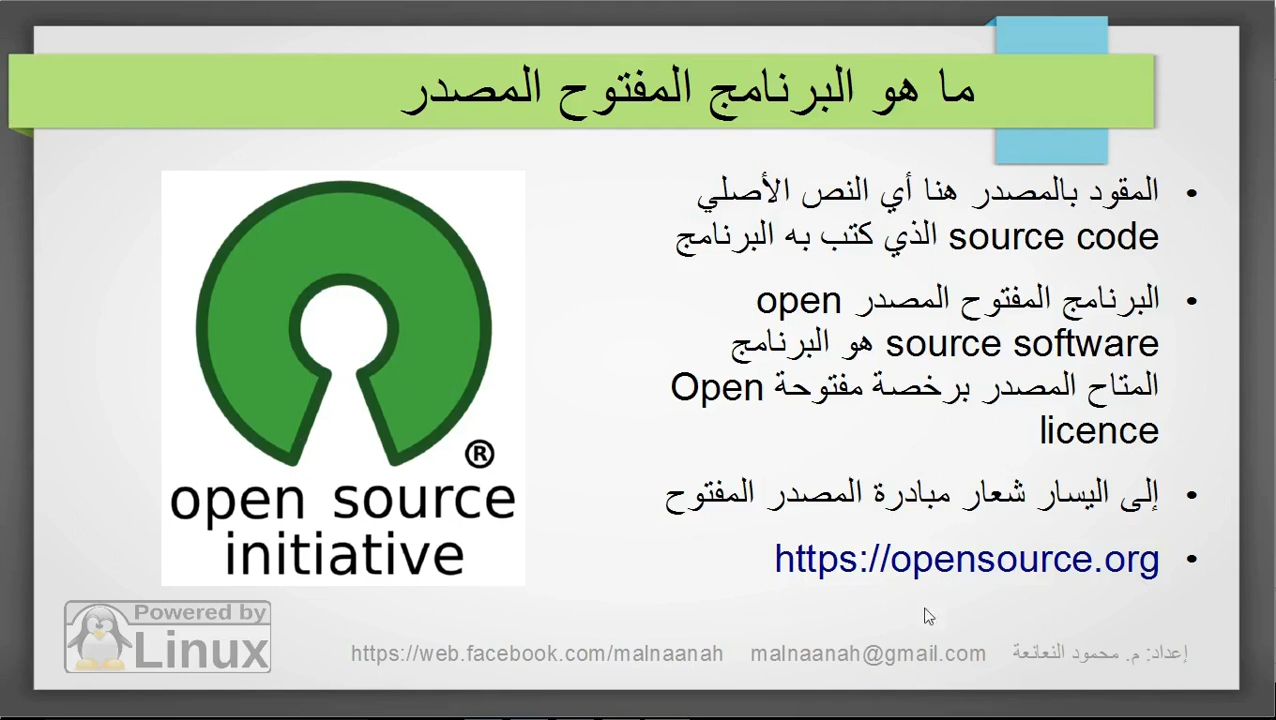 ما هو البرنامج المفتوح المصدر
• المقود بالمصدر هنا أي النص الأصلي
source code الذي كتب به البرنامج
• البرنامج المفتوح المصدر open
source software هو البرنامج
المتاح المصدر برخصة مفتوحة Open
licence
• إلى اليسار شعار مبادرة المصدر المفتوح
• https://opensource.org
®
open source
initiative
Powered by
Linux
إعداد: م. محمود النعانعة malnaanah@gmail.com https://web.facebook.com/malnaanah